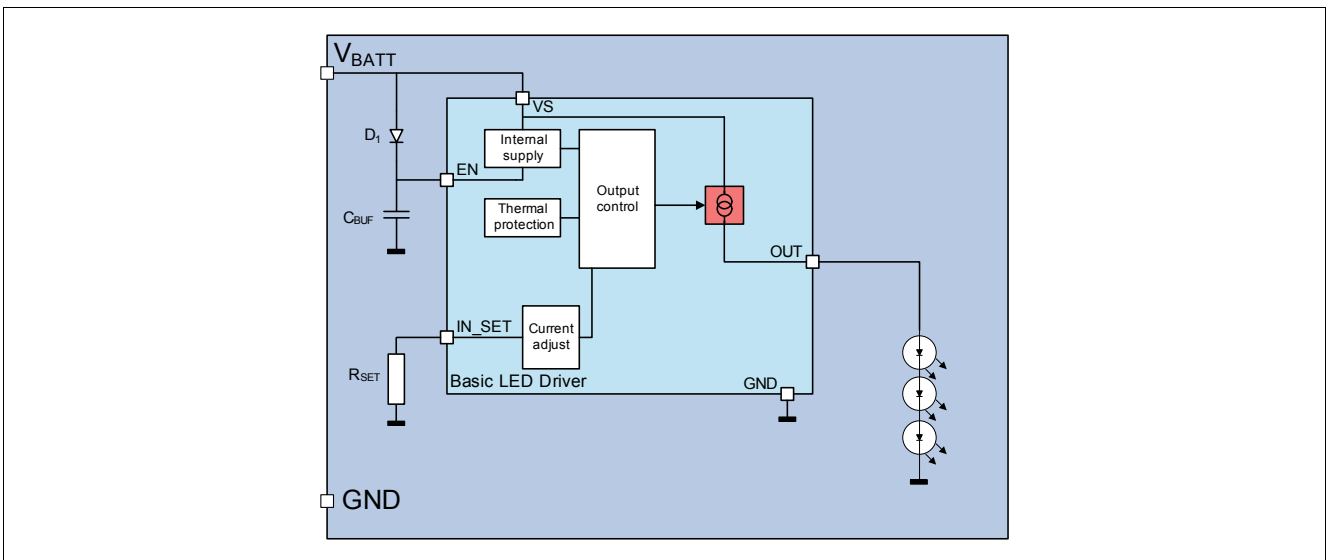 VBATT
VS
D1
Internal
supply
EN
Output
control
Thermal
protection
CBUF
OUT
IN_SET
Current
adjust
RSET
Basic LED Driver
GND
GND